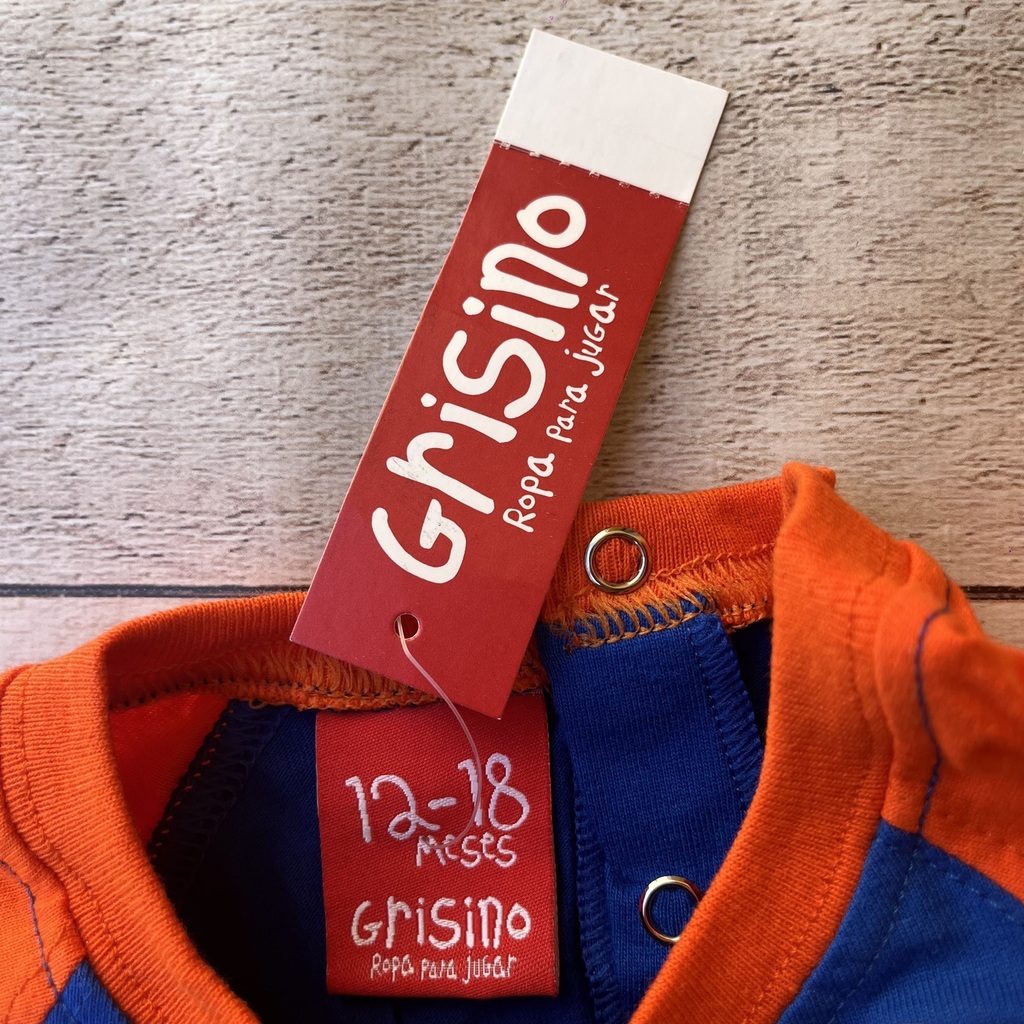 Grisino
Ropa para jugar
12-18
meses
Grisino
Ropa para jugar